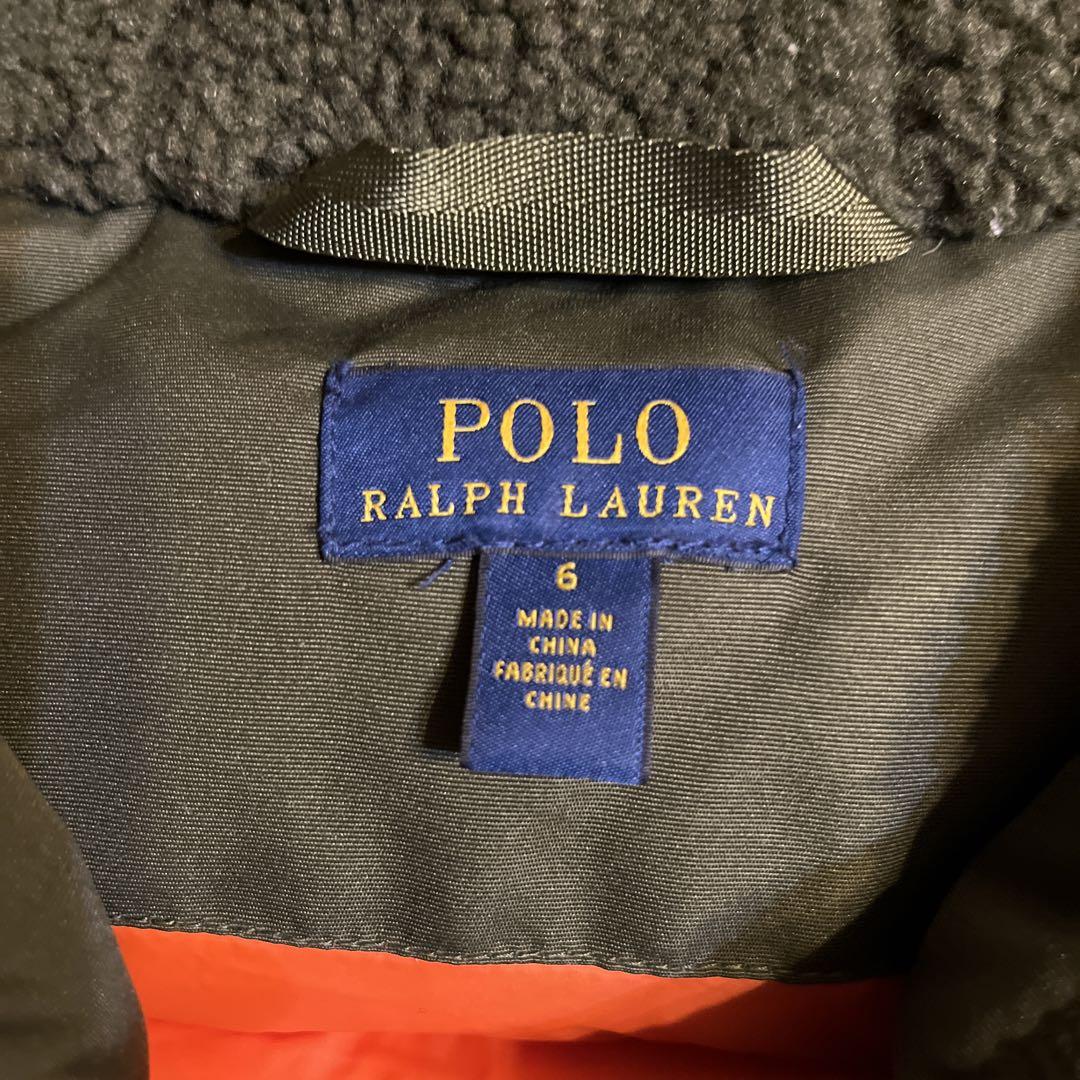 POLO
RALPH LAUREN
6
MADE IN
CHINA
FABRIQUÉ EN
CHINE